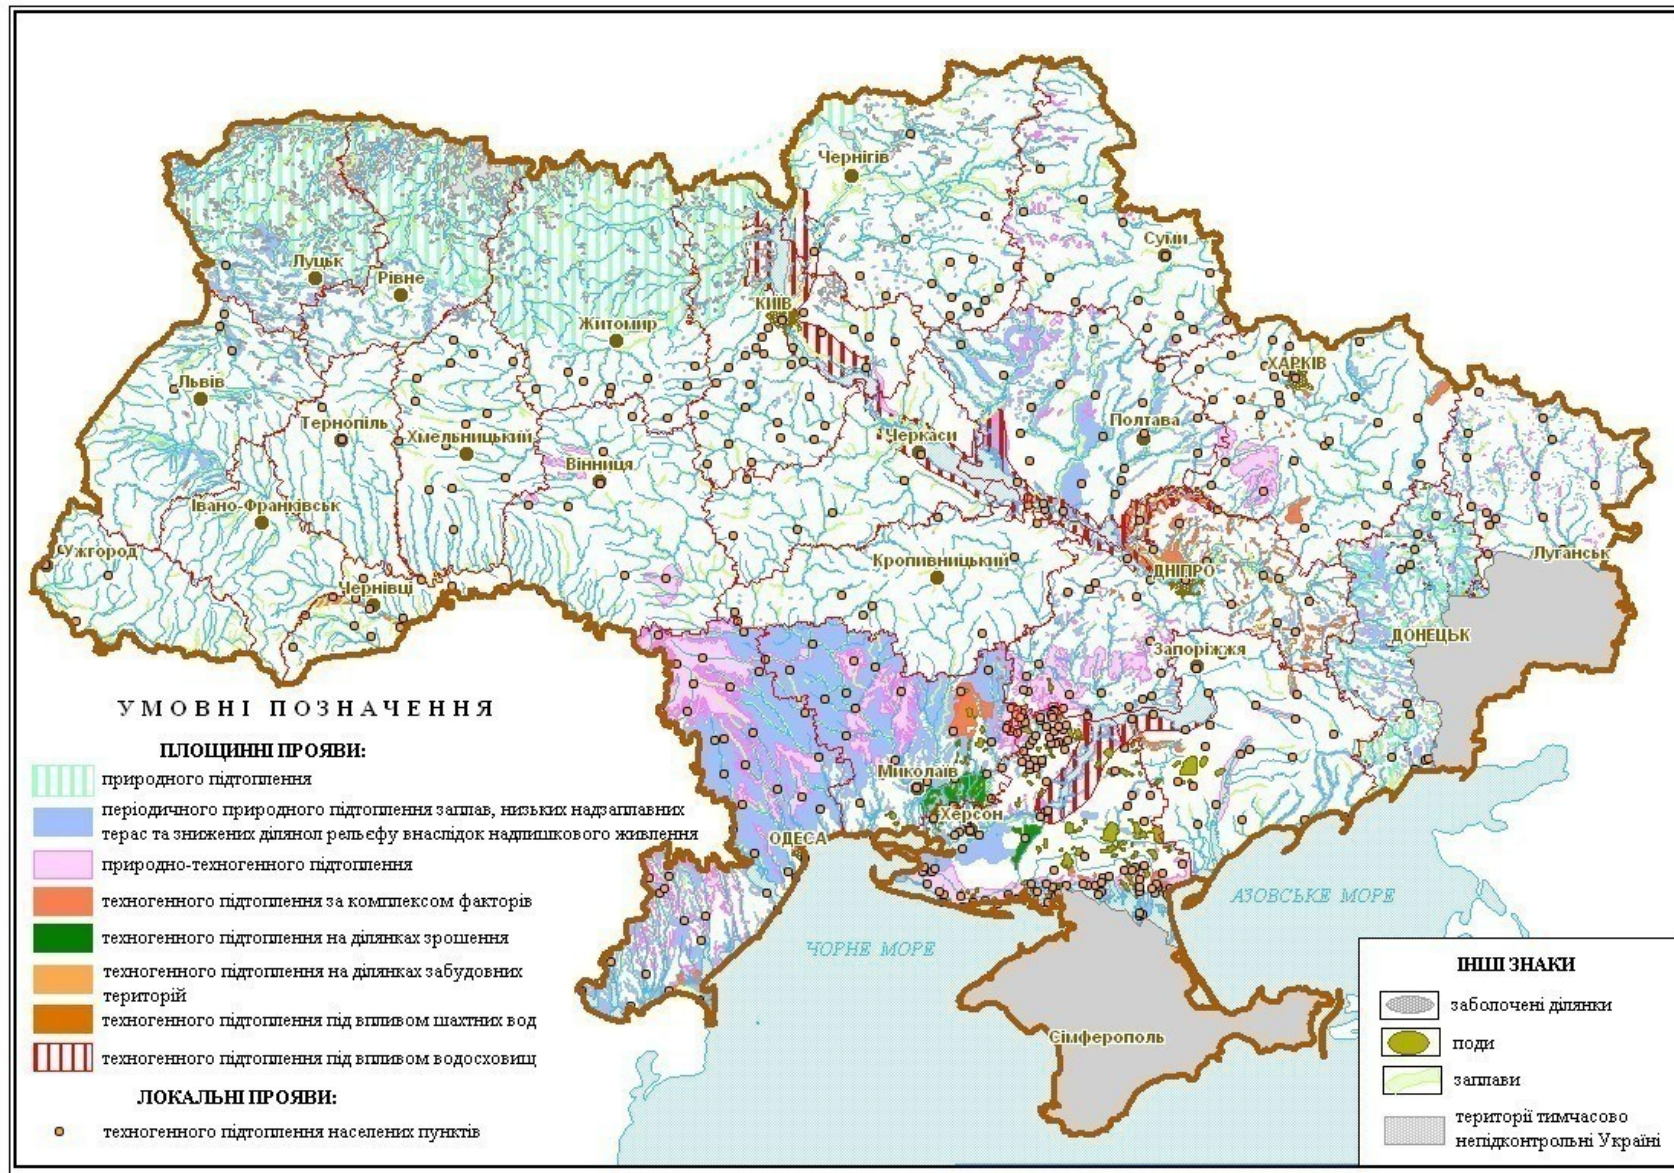 Чернігів
Суми
Луцьк
Рівне
КИЇВ
Житомир
ХАРКІВ
Львів
Тернопіль
Хмельницький
Вінниця
Черкаси
Полтава
Івано-Франківськ
Ужгород
Чернівці
Кропивницький
ДНІПРО
Луганськ
ДОНЕЦЬК
Запоріжжя
Миколаїв
Херсон
ОДЕСА
АЗОВСЬКЕ МОРЕ
ЧОРНЕ МОРЕ
Сімферополь
УМОВНІ ПОЗНАЧЕННЯ
ПЛОЩИННІ ПРОЯВИ:
природного підтоплення
періодичного природного підтоплення заплав, низьких надзаплавних
терас та знижених ділянол рельєфу внаслідок надлишкового живлення
природно-техногенного підтоплення
техногенного підтоплення за комплексом факторів
техногенного підтоплення на ділянках зрошення
техногенного підтоплення на ділянках забудовних
територій
техногенного підтоплення під впливом шахтних вод
техногенного підтоплення під впливом водосховищ
ЛОКАЛЬНІ ПРОЯВИ:
техногенного підтоплення населених пунктів
ІНШІ ЗНАКИ
заболочені ділянки
поди
заплави
території тимчасово
непідконтрольні Україні